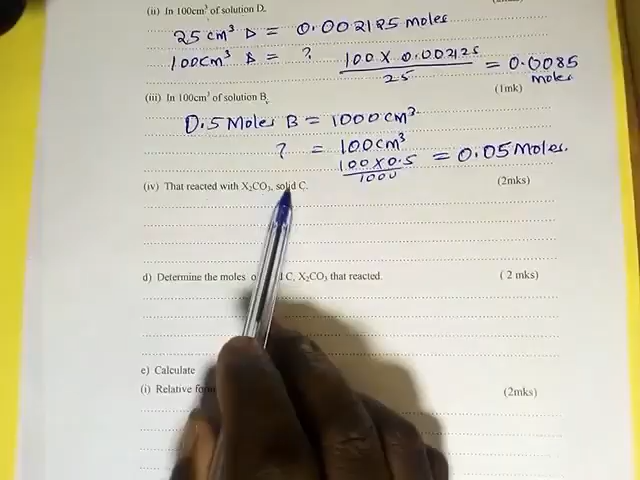 (ii) In 100cm³ of solution D.
25 cm³ D = 0.002125 moles
100cm³ D = ? 100 X 0.002125 / 25 = 0.0085 moles
(iii) In 100cm³ of solution B. (1mk)
0.5 Moles B = 1000cm³
? = 100cm³
100X0.5 / 1000 = 0.05 Moles.
(iv) That reacted with X₂CO₃, solid C. (2mks)
d) Determine the moles C, X₂CO₃ that reacted. ( 2 mks)
e) Calculate
(i) Relative (2mks)